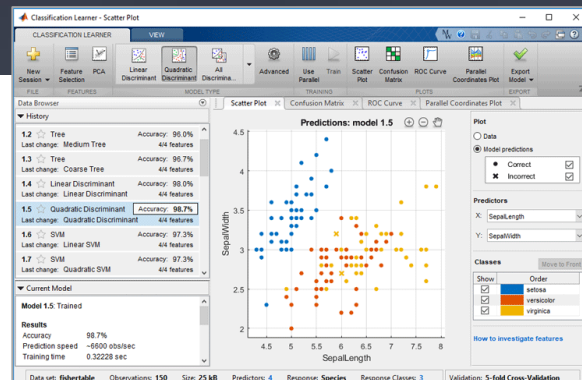 Classification Learner - Scatter Plot
CLASSIFICATION LEARNER
VIEW
New Session
Feature Selection
PCA
Linear Discriminant
Quadratic Discriminant
All Discrimina...
Advanced
Use Parallel
Train
Scatter Plot
Confusion Matrix
ROC Curve
Parallel Coordinates Plot
Export Model
FILE
FEATURES
MODEL TYPE
TRAINING
PLOTS
EXPORT
Data Browser
Scatter Plot
Confusion Matrix
ROC Curve
Parallel Coordinates Plot
History
1.2 Tree Accuracy: 96.0%
Last change: Medium Tree 4/4 features
1.3 Tree Accuracy: 96.7%
Last change: Coarse Tree 4/4 features
1.4 Linear Discriminant Accuracy: 98.0%
Last change: Linear Discriminant 4/4 features
1.5 Quadratic Discriminant Accuracy: 98.7%
Last change: Quadratic Discriminant 4/4 features
1.6 SVM Accuracy: 97.3%
Last change: Linear SVM 4/4 features
1.7 SVM Accuracy: 97.3%
Last change: Quadratic SVM 4/4 features
Current Model
Model 1.5: Trained
Results
Accuracy 98.7%
Prediction speed ~6600 obs/sec
Training time 0.32228 sec
Predictions: model 1.5
4.5
4
3.5
3
2.5
2
SepalWidth
4.5 5 5.5 6 6.5 7 7.5 8
SepalLength
Plot
Data
Model predictions
Correct
Incorrect
Predictors
X: SepalLength
Y: SepalWidth
Classes
Move to Front
Show Order
setosa
versicolor
virginica
How to investigate features
Data set: fishertable Observations: 150 Size: 25 kB Predictors: 4 Response: Species Response Classes: 3 Validation: 5-fold Cross-Validation